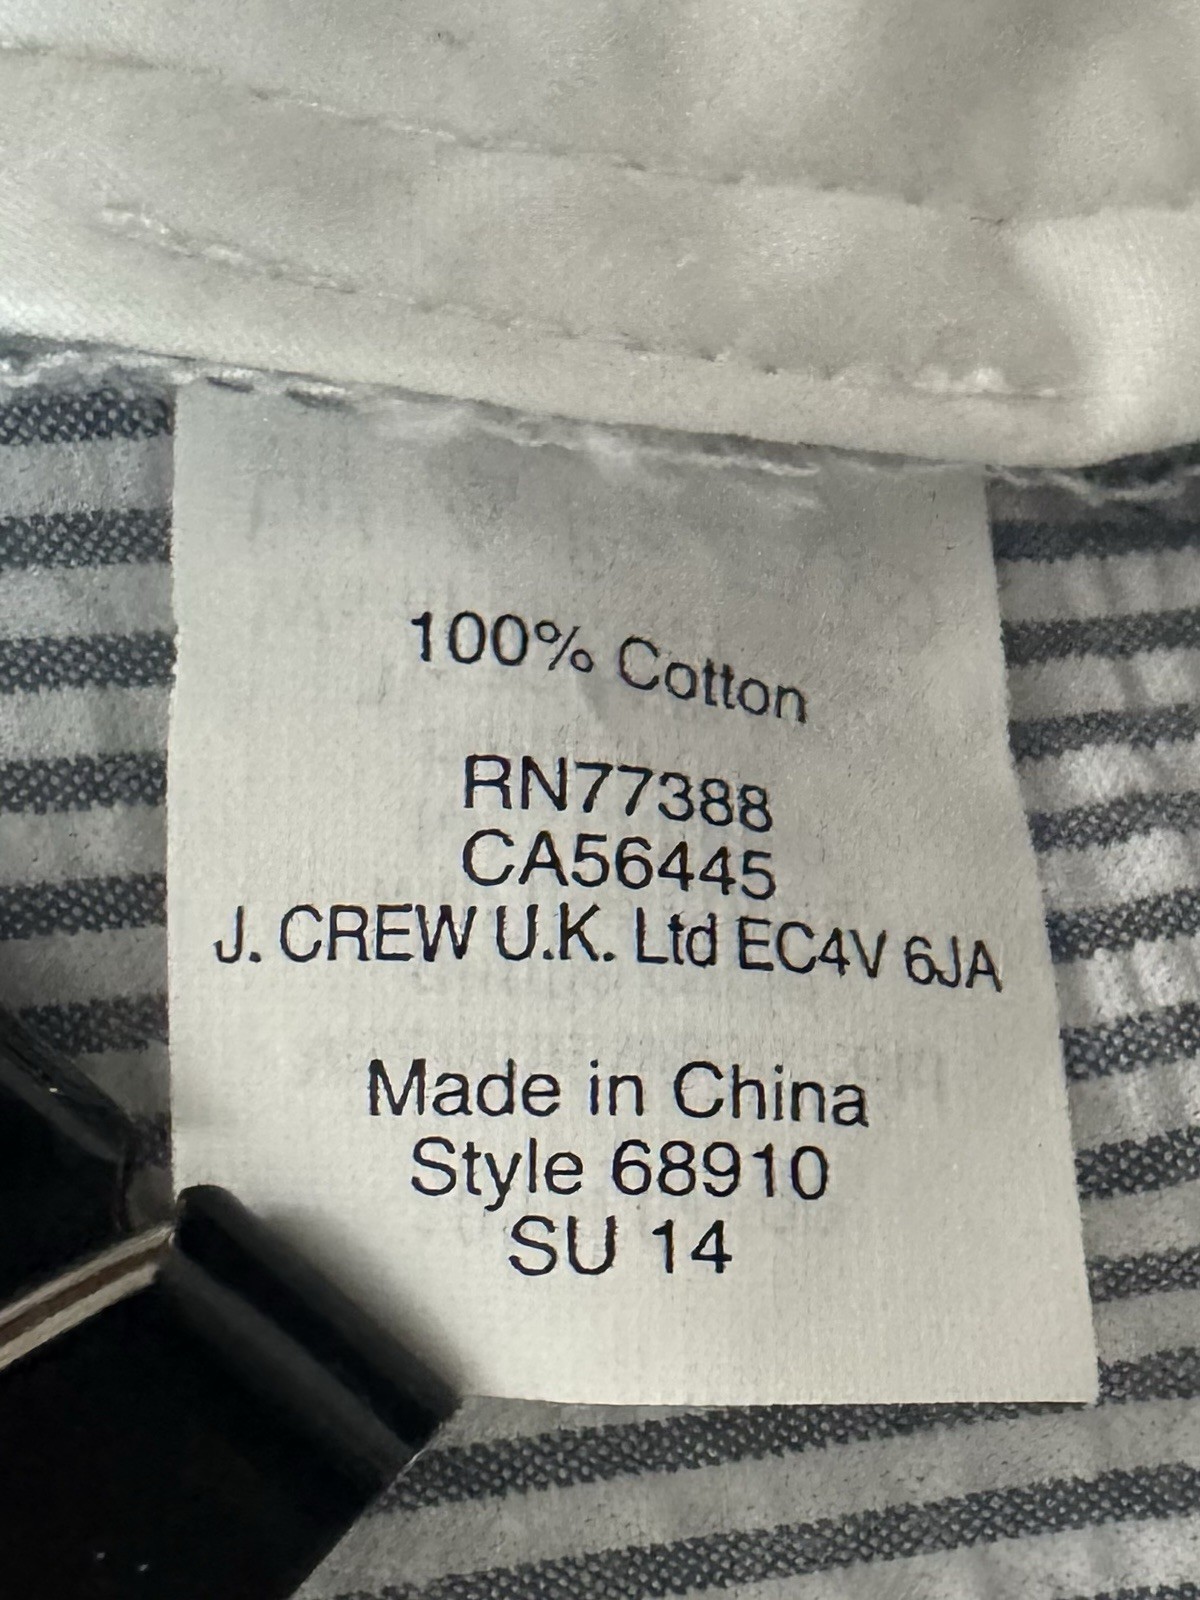 100% Cotton
RN77388
CA56445
J. CREW U.K. Ltd EC4V 6JA
Made in China
Style 68910
SU 14